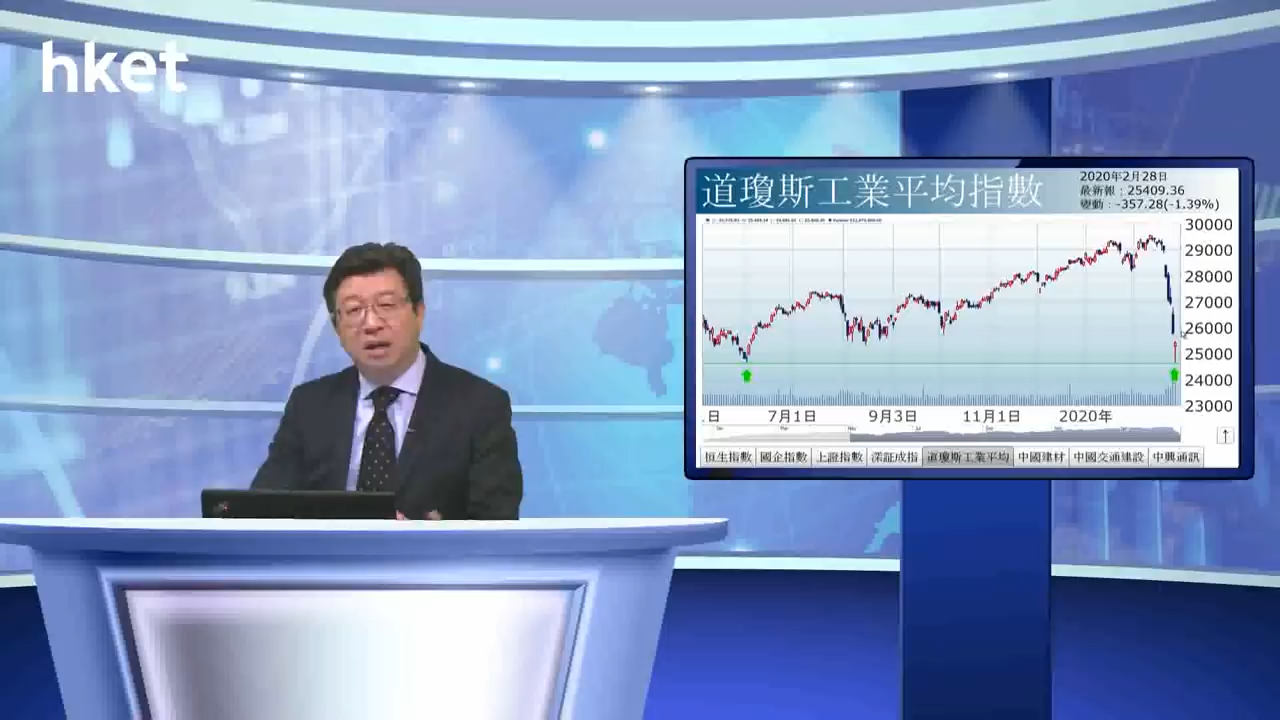 hket
道瓊斯工業平均指數
2020年2月28日
最新報：25409.36
變動：-357.28(-1.39%)
30000
29000
28000
27000
26000
25000
24000
23000
日
7月1日
9月3日
11月1日
2020年
恒生指數
國企指數
上證指數
深証成指
道瓊斯工業平均
中國建材
中國交通建設
中興通訊